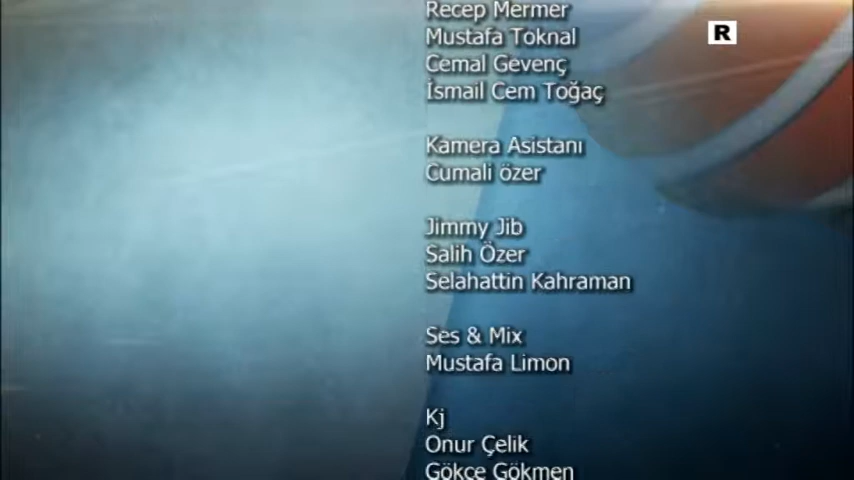 Recep Mermer
R
Mustafa Toknal
Cemal Gevenç
İsmail Cem Toğaç
Kamera Asistanı
Cumali özer
Jimmy Jib
Salih Özer
Selahattin Kahraman
Ses & Mix
Mustafa Limon
Kj
Onur Çelik
Gökçe Gökmen